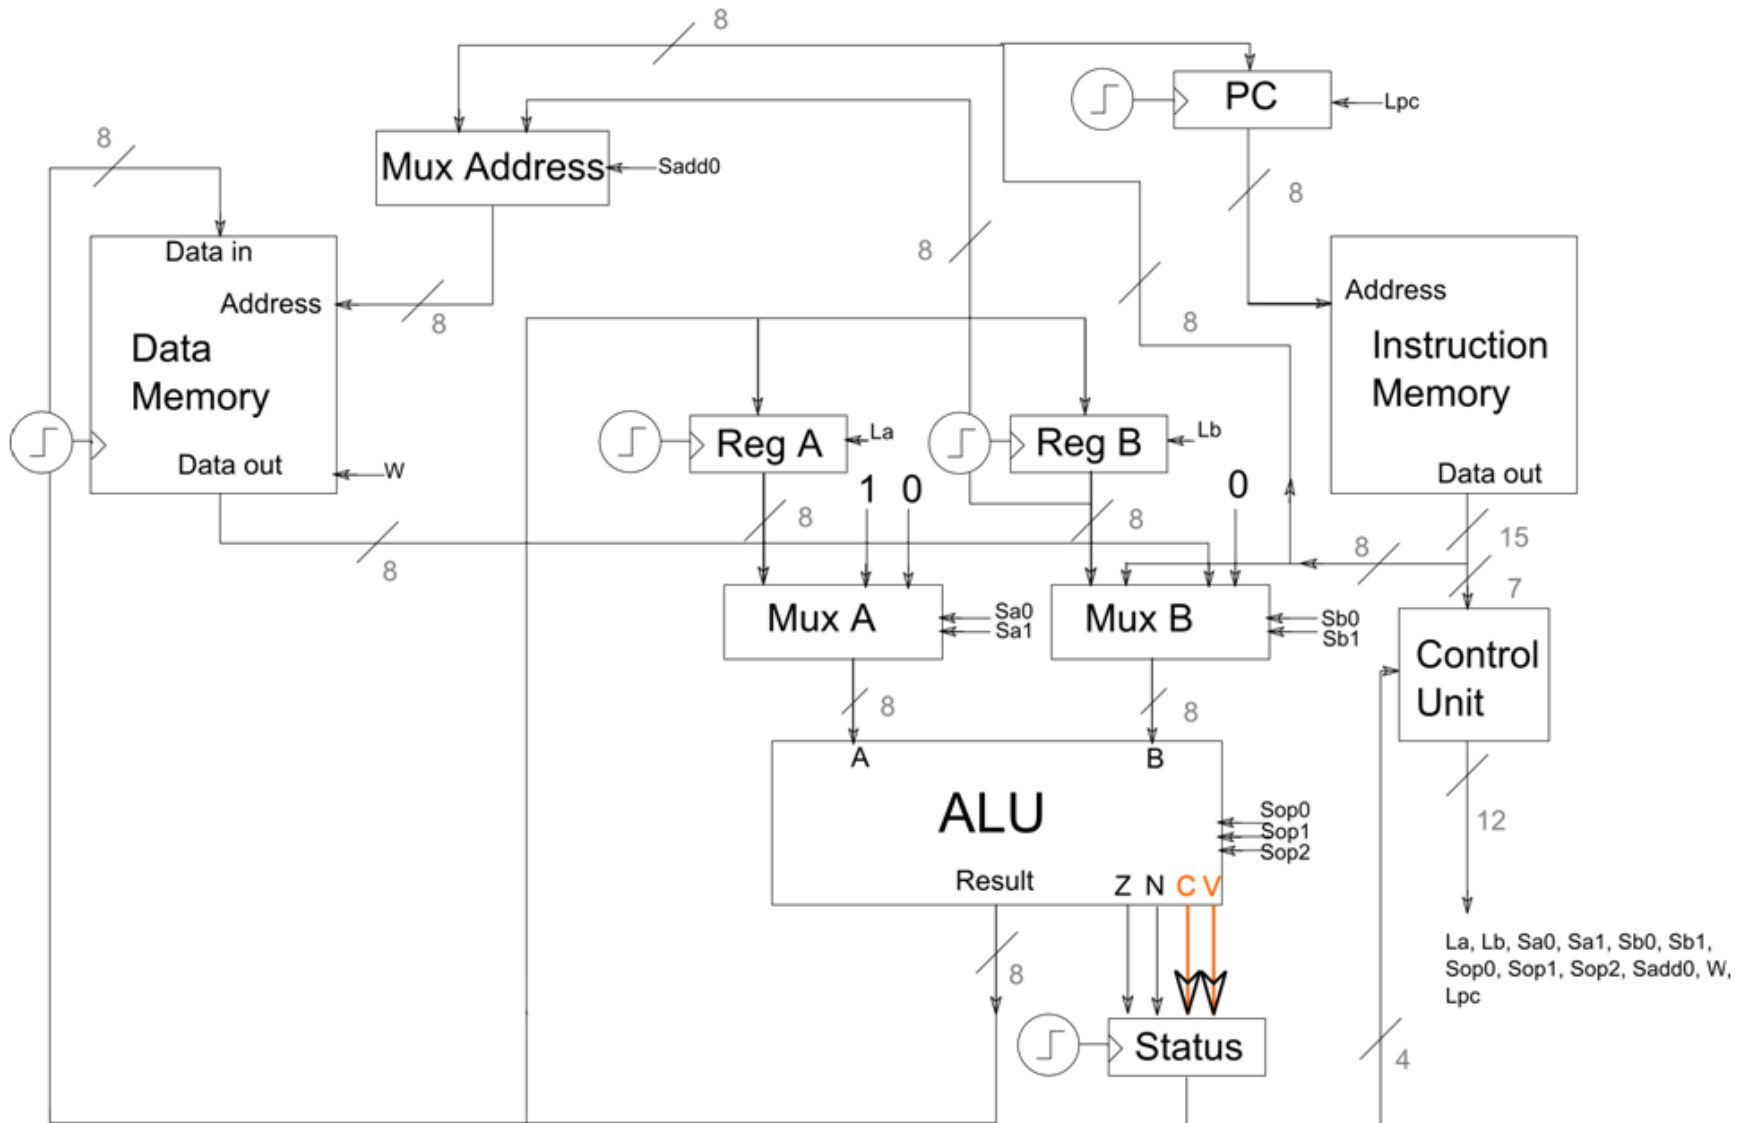 8
PC
Lpc
8
Mux Address
Sadd0
8
8
Data in
Address
8
Data
Memory
Data out
W
8
Address
Instruction
Memory
Data out
8
Reg A
La
Reg B
Lb
1 0
0
8
8
8
8
15
7
Mux A
Sa0
Sa1
Mux B
Sb0
Sb1
Control
Unit
8
8
A
B
ALU
Sop0
Sop1
Sop2
Result
Z N C V
12
8
La, Lb, Sa0, Sa1, Sb0, Sb1,
Sop0, Sop1, Sop2, Sadd0, W,
Lpc
Status
4